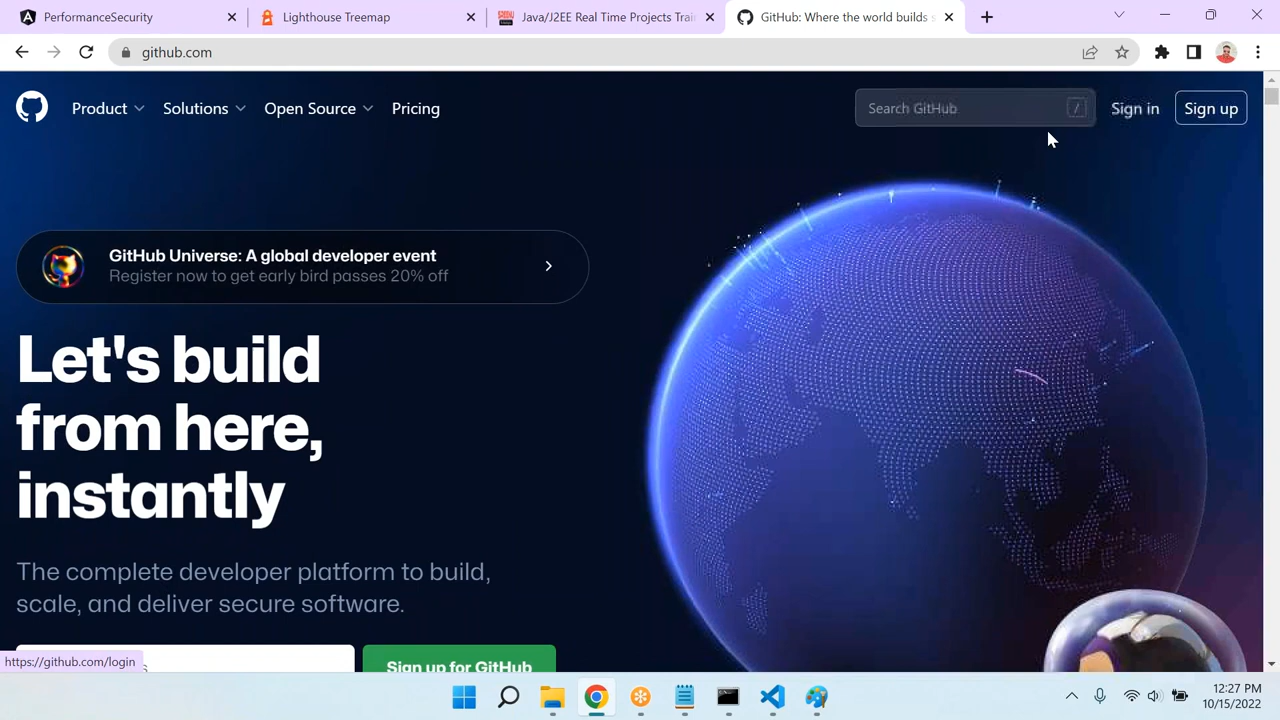 PerformanceSecurity
Lighthouse Treemap
Java/J2EE Real Time Projects Trai
GitHub: Where the world builds s
github.com
Product
Solutions
Open Source
Pricing
Search GitHub
/
Sign in
Sign up
GitHub Universe: A global developer event
Register now to get early bird passes 20% off
Let's build
from here,
instantly
The complete developer platform to build,
scale, and deliver secure software.
Sign up for GitHub
https://github.com/login
12:27 PM
10/15/2022